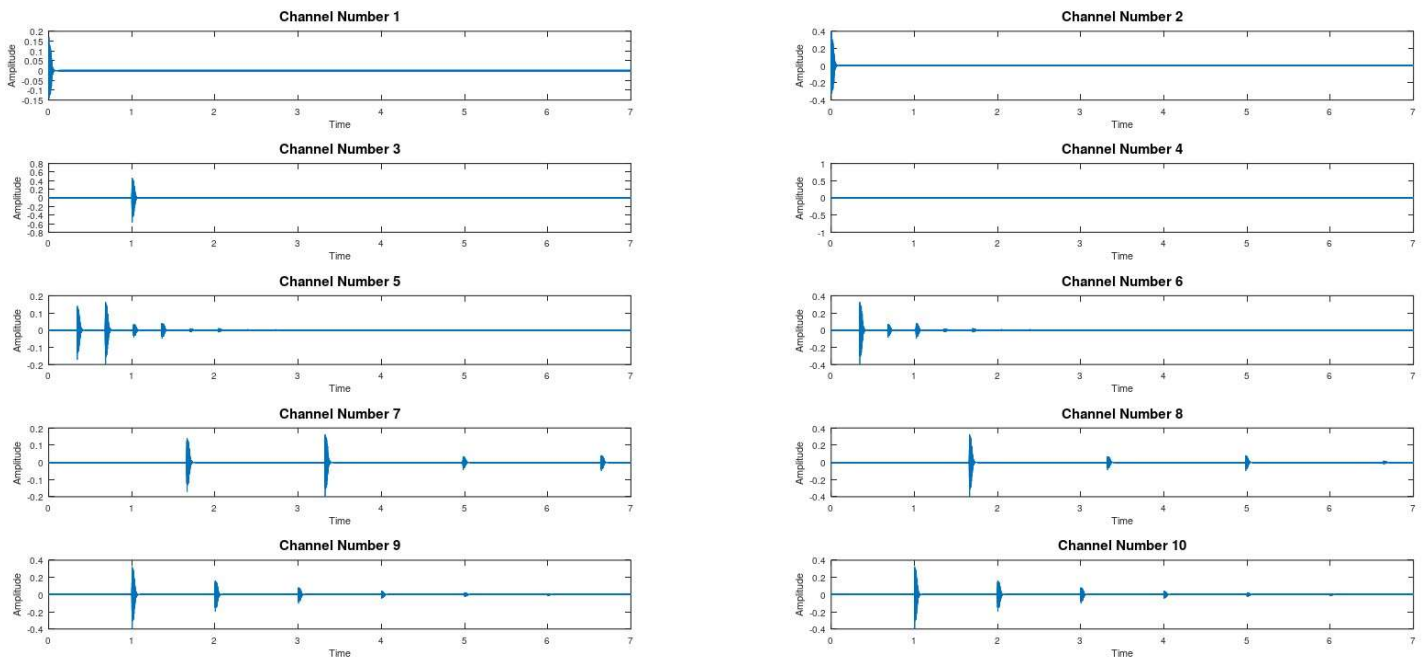 Channel Number 1
0.2
0.15
0.1
0.05
0
-0.05
-0.1
-0.15
Amplitude
0 1 2 3 4 5 6 7
Time
Channel Number 2
0.4
0.2
0
-0.2
-0.4
Amplitude
0 1 2 3 4 5 6 7
Time
Channel Number 3
0.8
0.6
0.4
0.2
0
-0.2
-0.4
-0.6
-0.8
Amplitude
0 1 2 3 4 5 6 7
Time
Channel Number 4
1
0.5
0
-0.5
-1
Amplitude
0 1 2 3 4 5 6 7
Time
Channel Number 5
0.2
0.1
0
-0.1
-0.2
Amplitude
0 1 2 3 4 5 6 7
Time
Channel Number 6
0.4
0.2
0
-0.2
-0.4
Amplitude
0 1 2 3 4 5 6 7
Time
Channel Number 7
0.2
0.1
0
-0.1
-0.2
Amplitude
0 1 2 3 4 5 6 7
Time
Channel Number 8
0.4
0.2
0
-0.2
-0.4
Amplitude
0 1 2 3 4 5 6 7
Time
Channel Number 9
0.4
0.2
0
-0.2
-0.4
Amplitude
0 1 2 3 4 5 6 7
Time
Channel Number 10
0.4
0.2
0
-0.2
-0.4
Amplitude
0 1 2 3 4 5 6 7
Time